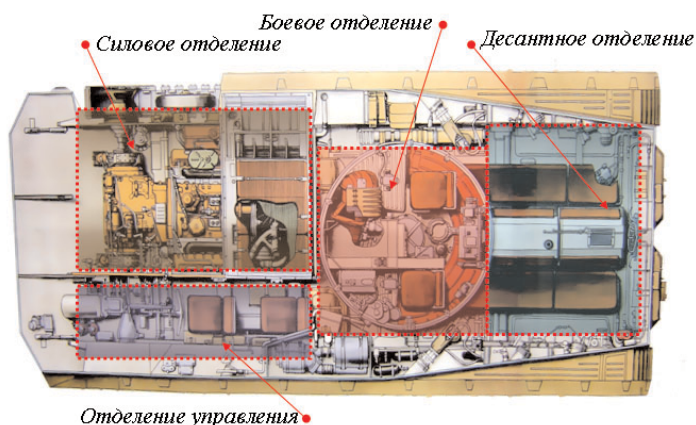 Боевое отделение
Силовое отделение
Десантное отделение
Отделение управления